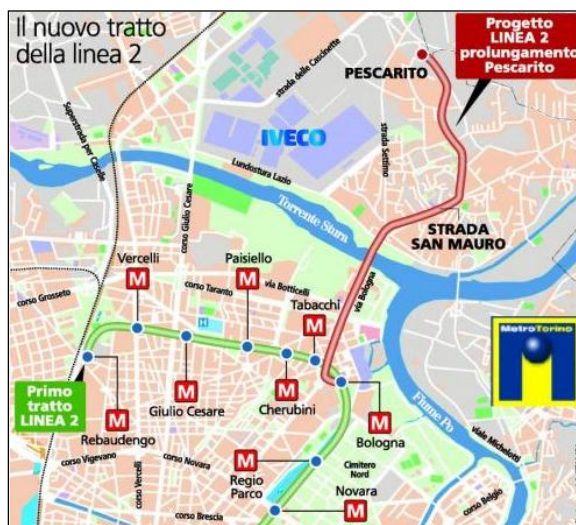 Il nuovo tratto
della linea 2
Progetto
LINEA 2
prolungamento
Pescarito
PESCARITO
strada delle Cascinette
Superstrada per Caselle
IVECO
strada Settimo
Lundostura Lazio
corso Giulio Cesare
Torrente Stura
STRADA
SAN MAURO
Vercelli
M
Paisiello
M
corso Grosseto
corso Taranto
via Botticelli
via Bologna
Tabacchi
M
MetroTorino
Primo
tratto
LINEA 2
M
Rebaudengo
M
Giulio Cesare
M
Cherubini
M
Bologna
Fiume Po
viale Michelotti
corso Vigevano
corso Vercelli
corso Novara
M
Regio
Parco
Cimitero
Nord
M
Novara
corso Belgio
corso Brescia